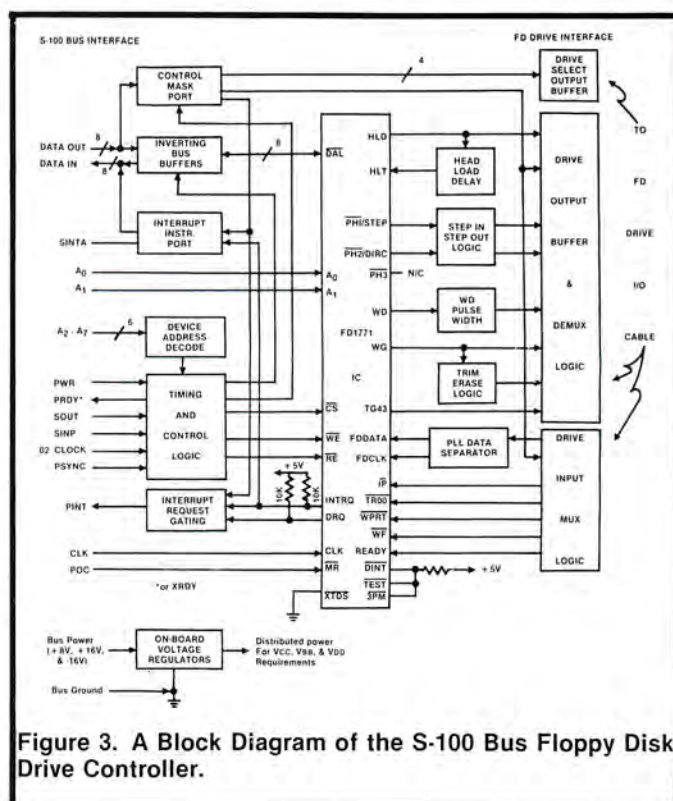 S-100 BUS INTERFACE
FD DRIVE INTERFACE
CONTROL
MASK
PORT
4
DRIVE
SELECT
OUTPUT
BUFFER
DATA OUT
8
DATA IN
8
INVERTING
BUS
BUFFERS
8
DAL
HLD
HLT
HEAD
LOAD
DELAY
DRIVE
OUTPUT
BUFFER
&
DEMUX
LOGIC
TO
FD
DRIVE
I/O
CABLE
SINTA
INTERRUPT
INSTR.
PORT
PH1/STEP
PH2/DIRC
STEP IN
STEP OUT
LOGIC
A0
A0
PH3
N/C
A1
A1
WD
WD
PULSE
WIDTH
FD1771
IC
WG
TRIM
ERASE
LOGIC
A2 - A7
6
DEVICE
ADDRESS
DECODE
PWR
PRDY*
SOUT
SINP
02 CLOCK
PSYNC
TIMING
AND
CONTROL
LOGIC
CS
TG43
WE
FDDATA
RE
FDCLK
PLL DATA
SEPARATOR
DRIVE
INPUT
MUX
LOGIC
+ 5V
10K
10K
IP
PINT
INTERRUPT
REQUEST
GATING
INTRQ
TR00
DRQ
WPRT
WF
CLK
CLK
READY
POC
MR
DINT
+ 5V
*or XRDY
TEST
XTDS
3PM
Bus Power
(+ 8V, + 16V,
& -16V)
ON-BOARD
VOLTAGE
REGULATORS
Distributed power
For VCC, VBB, & VDD
Requirements
Bus Ground
Figure 3. A Block Diagram of the S-100 Bus Floppy Disk
Drive Controller.